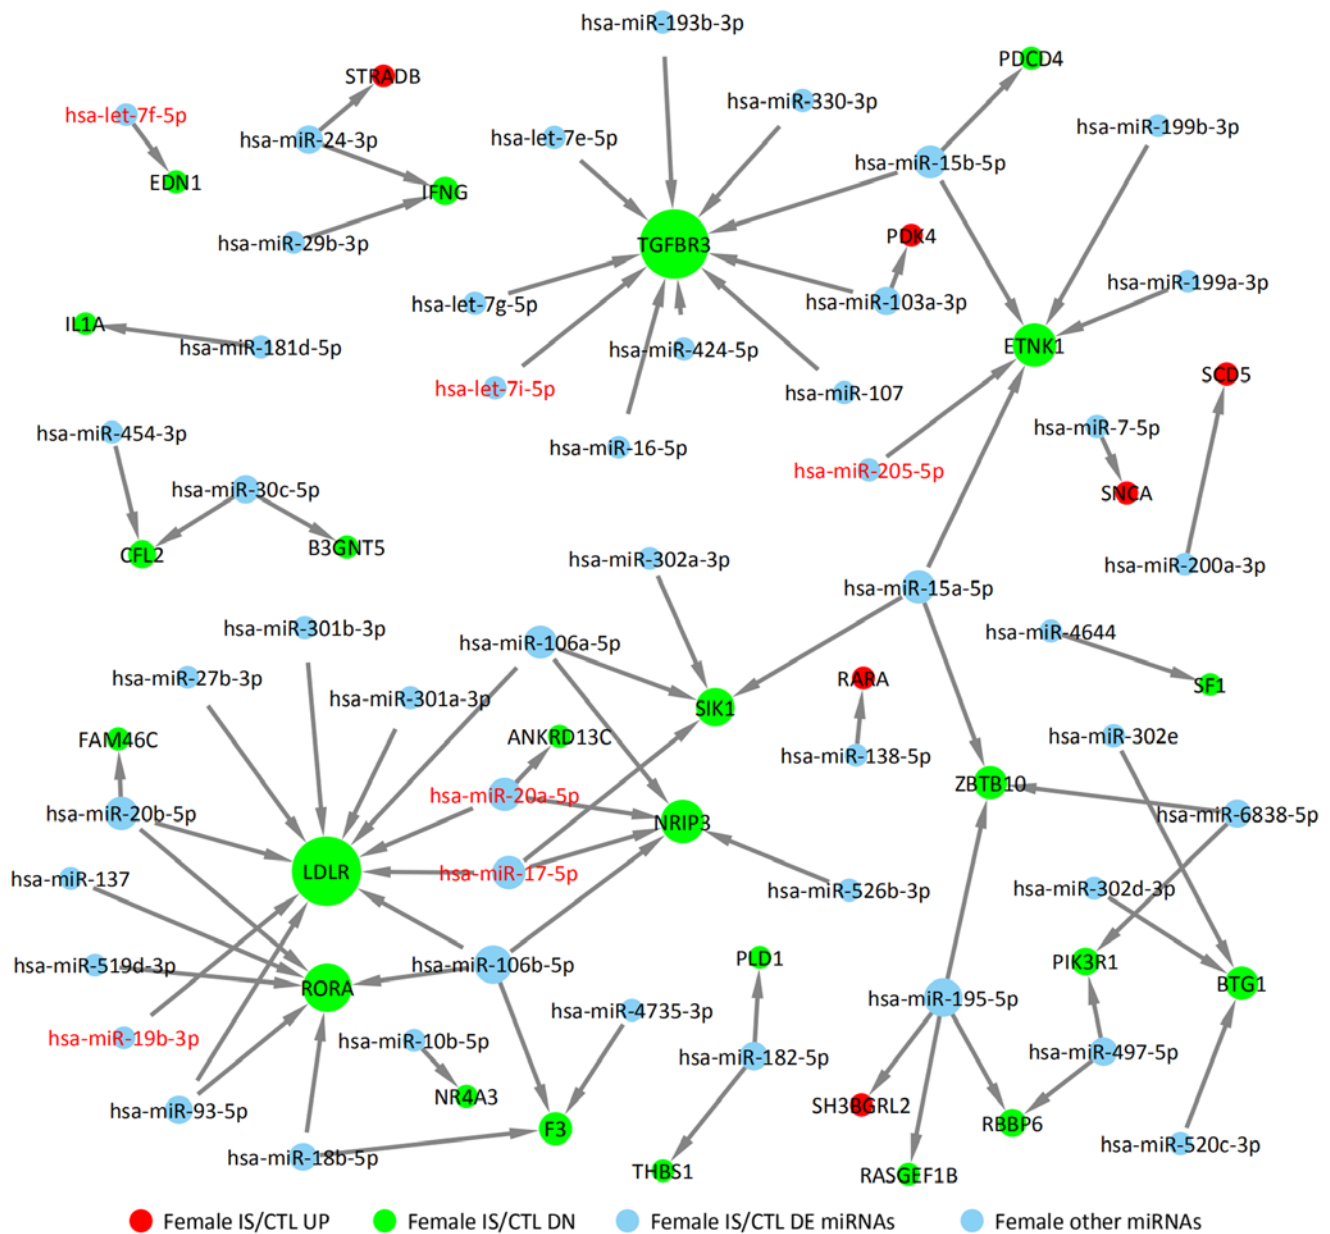 hsa-miR-193b-3p
PDCD4
STRADB
hsa-miR-330-3p
hsa-let-7f-5p
hsa-miR-199b-3p
hsa-miR-24-3p
hsa-let-7e-5p
hsa-miR-15b-5p
EDN1
IFNG
hsa-miR-29b-3p
TGFBR3
PDK4
hsa-let-7g-5p
hsa-miR-103a-3p
hsa-miR-199a-3p
IL1A
hsa-miR-181d-5p
hsa-miR-424-5p
ETNK1
SCD5
hsa-let-7i-5p
hsa-miR-107
hsa-miR-454-3p
hsa-miR-16-5p
hsa-miR-7-5p
hsa-miR-205-5p
hsa-miR-30c-5p
SNCA
CFL2
B3GNT5
hsa-miR-302a-3p
hsa-miR-200a-3p
hsa-miR-15a-5p
hsa-miR-301b-3p
hsa-miR-106a-5p
hsa-miR-4644
hsa-miR-27b-3p
hsa-miR-301a-3p
RARA
SF1
SIK1
FAM46C
ANKRD13C
hsa-miR-138-5p
hsa-miR-302e
hsa-miR-20a-5p
ZBTB10
hsa-miR-20b-5p
NRIP3
hsa-miR-6838-5p
LDLR
hsa-miR-17-5p
hsa-miR-137
hsa-miR-526b-3p
hsa-miR-302d-3p
hsa-miR-519d-3p
hsa-miR-106b-5p
PLD1
PIK3R1
RORA
BTG1
hsa-miR-195-5p
hsa-miR-19b-3p
hsa-miR-10b-5p
hsa-miR-4735-3p
hsa-miR-182-5p
hsa-miR-497-5p
hsa-miR-93-5p
NR4A3
SH3BGRL2
F3
RBBP6
hsa-miR-520c-3p
hsa-miR-18b-5p
THBS1
RASGEF1B
Female IS/CTL UP
Female IS/CTL DN
Female IS/CTL DE miRNAs
Female other miRNAs